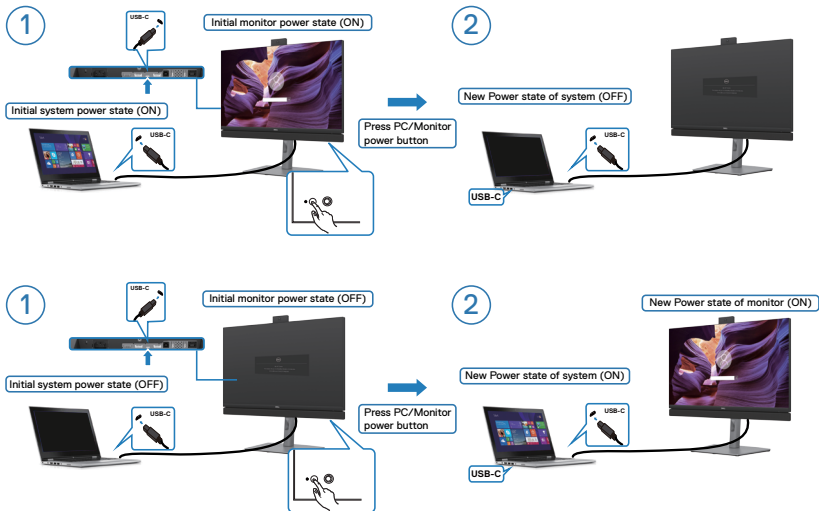 1
USB-C
Initial monitor power state (ON)
Initial system power state (ON)
USB-C
Press PC/Monitor
power button
2
New Power state of system (OFF)
USB-C
USB-C
1
USB-C
Initial monitor power state (OFF)
Initial system power state (OFF)
USB-C
Press PC/Monitor
power button
2
New Power state of monitor (ON)
New Power state of system (ON)
USB-C
USB-C